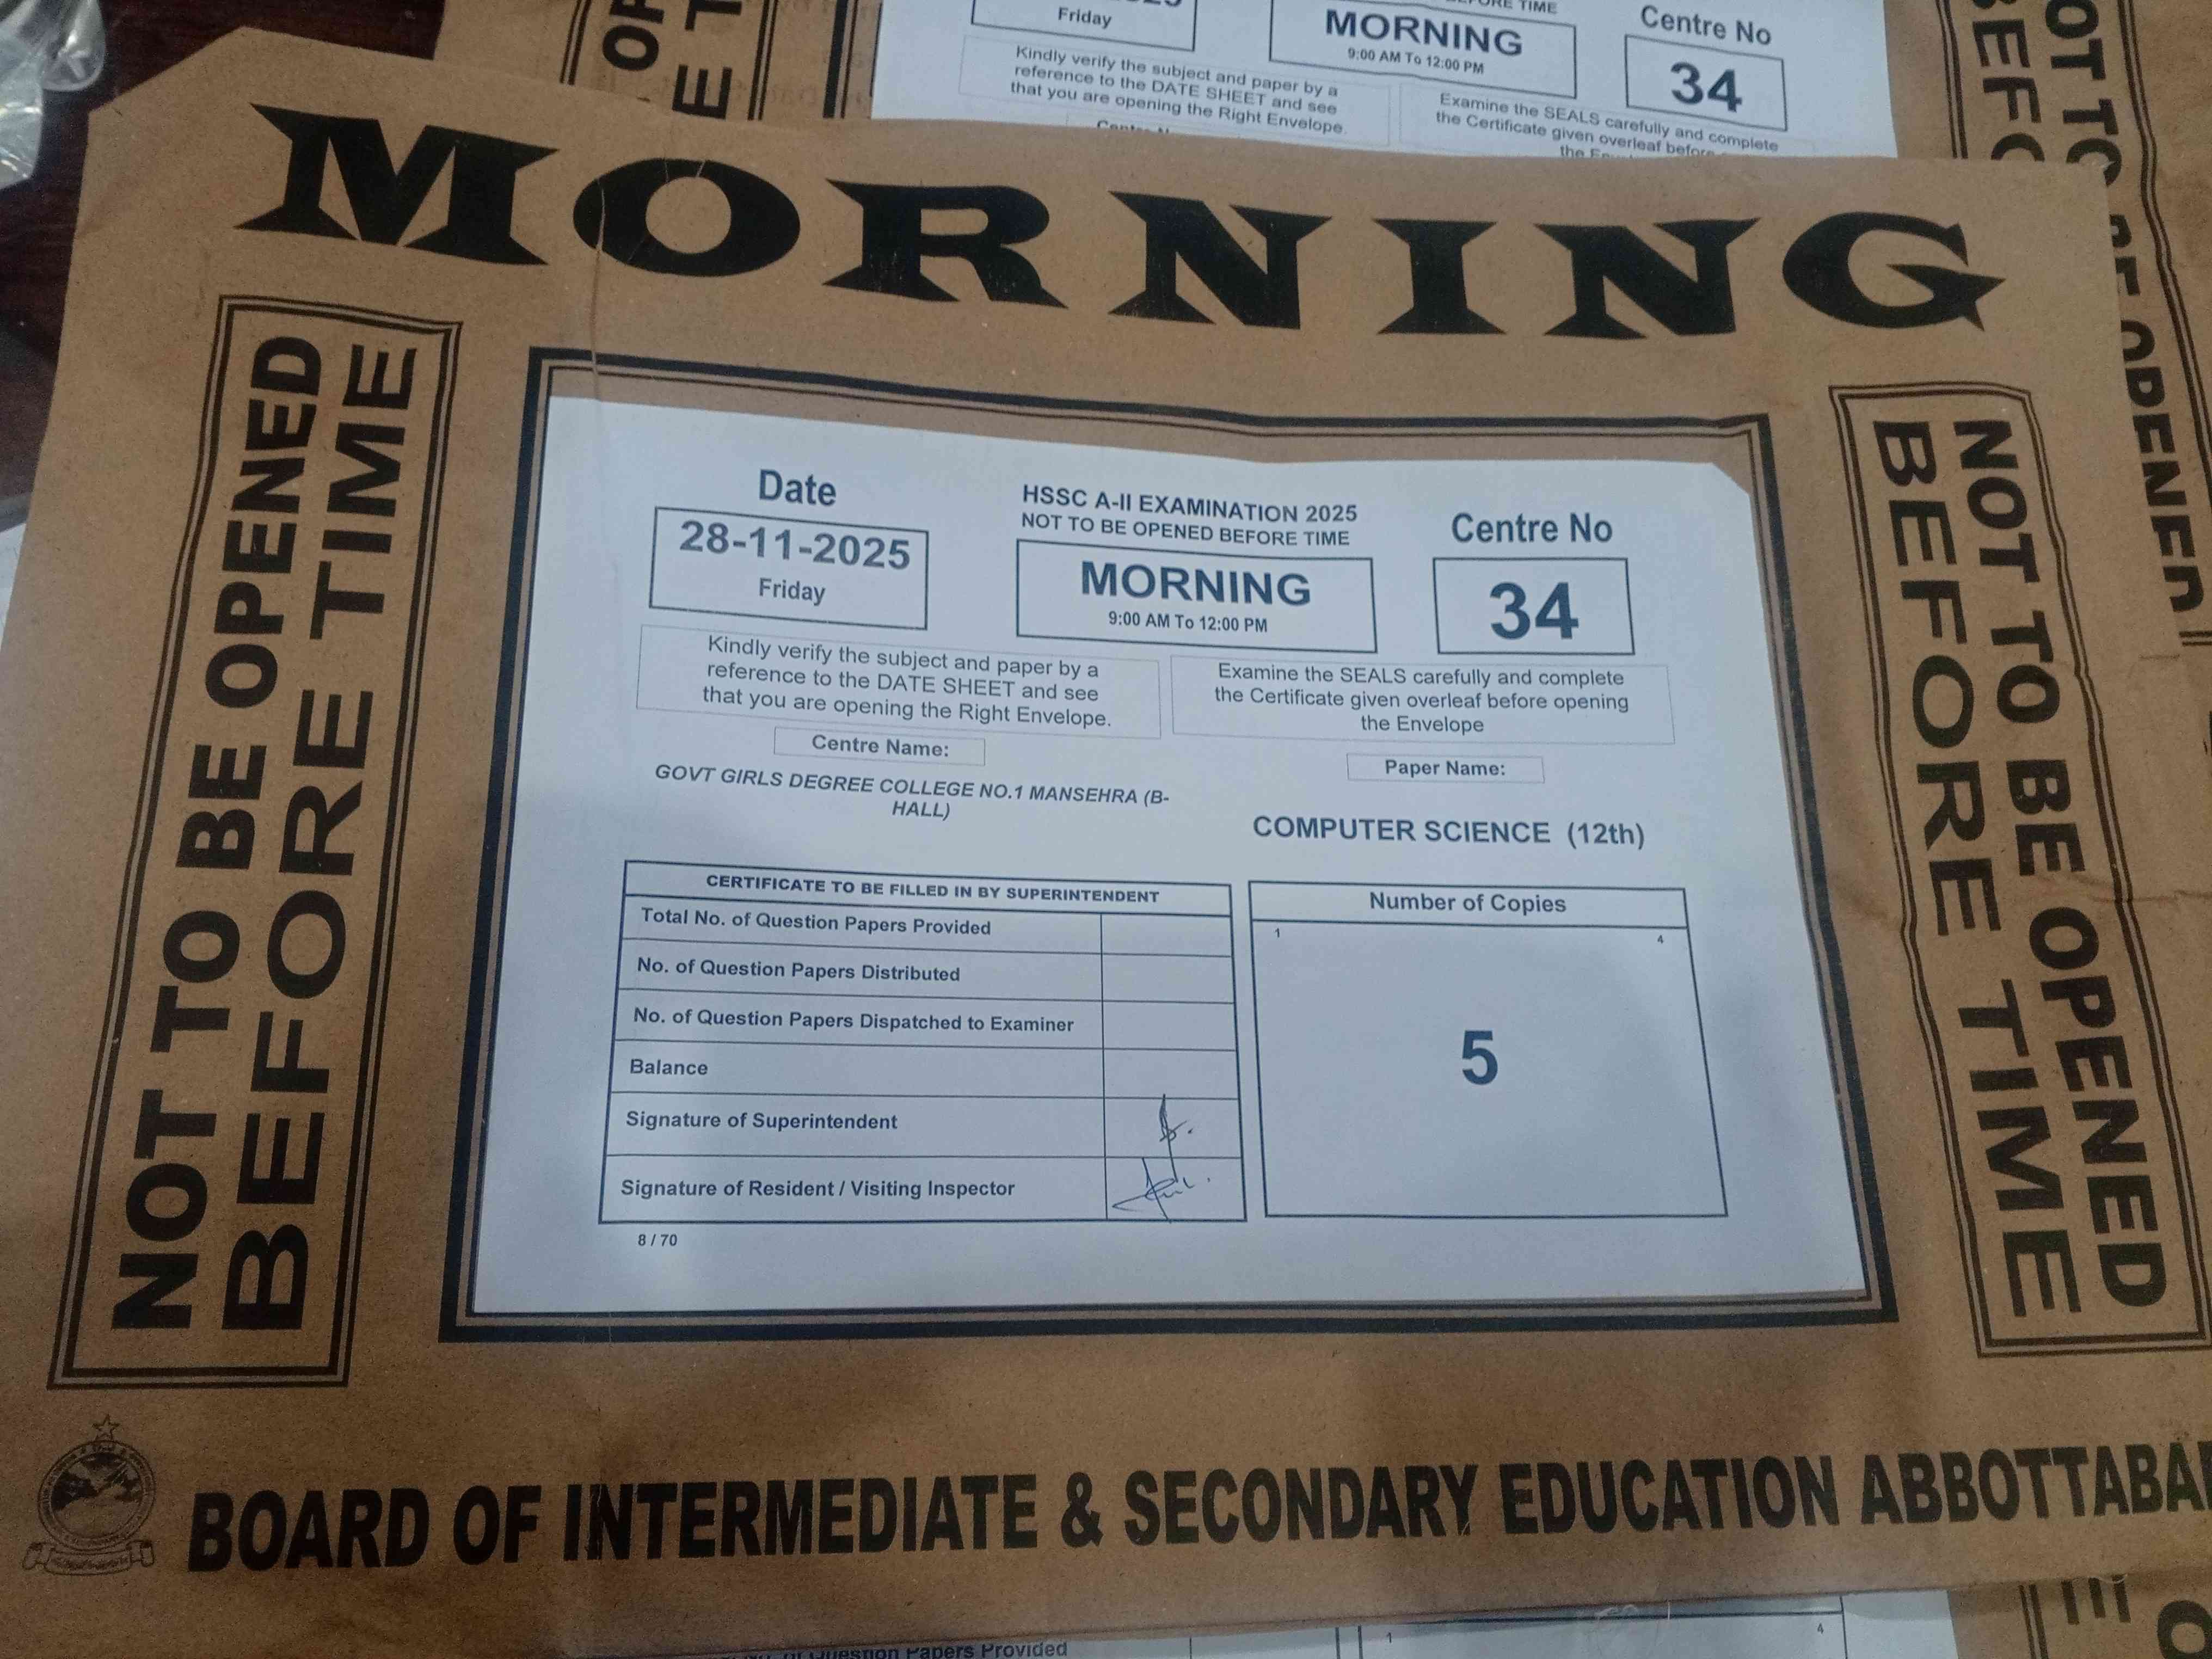 Friday
MORNING
9:00 AM To 12:00 PM
Centre No
34
Kindly verify the subject and paper by a
reference to the DATE SHEET and see
that you are opening the Right Envelope.
Examine the SEALS carefully and complete
the Certificate given overleaf before
MORNING
NOT TO BE OPENED
BEFORE TIME
Date
28-11-2025
Friday
HSSC A-II EXAMINATION 2025
NOT TO BE OPENED BEFORE TIME
MORNING
9:00 AM To 12:00 PM
Centre No
34
Kindly verify the subject and paper by a
reference to the DATE SHEET and see
that you are opening the Right Envelope.
Examine the SEALS carefully and complete
the Certificate given overleaf before opening
the Envelope
Centre Name:
GOVT GIRLS DEGREE COLLEGE NO.1 MANSEHRA (B-
HALL)
Paper Name:
COMPUTER SCIENCE (12th)
CERTIFICATE TO BE FILLED IN BY SUPERINTENDENT
Total No. of Question Papers Provided
No. of Question Papers Distributed
No. of Question Papers Dispatched to Examiner
Balance
Signature of Superintendent
Signature of Resident / Visiting Inspector
8 / 70
Number of Copies
1 4
5
NOT TO BE OPENED
BEFORE TIME
BOARD OF INTERMEDIATE & SECONDARY EDUCATION ABBOTTABA
Question Papers Provided
1 4